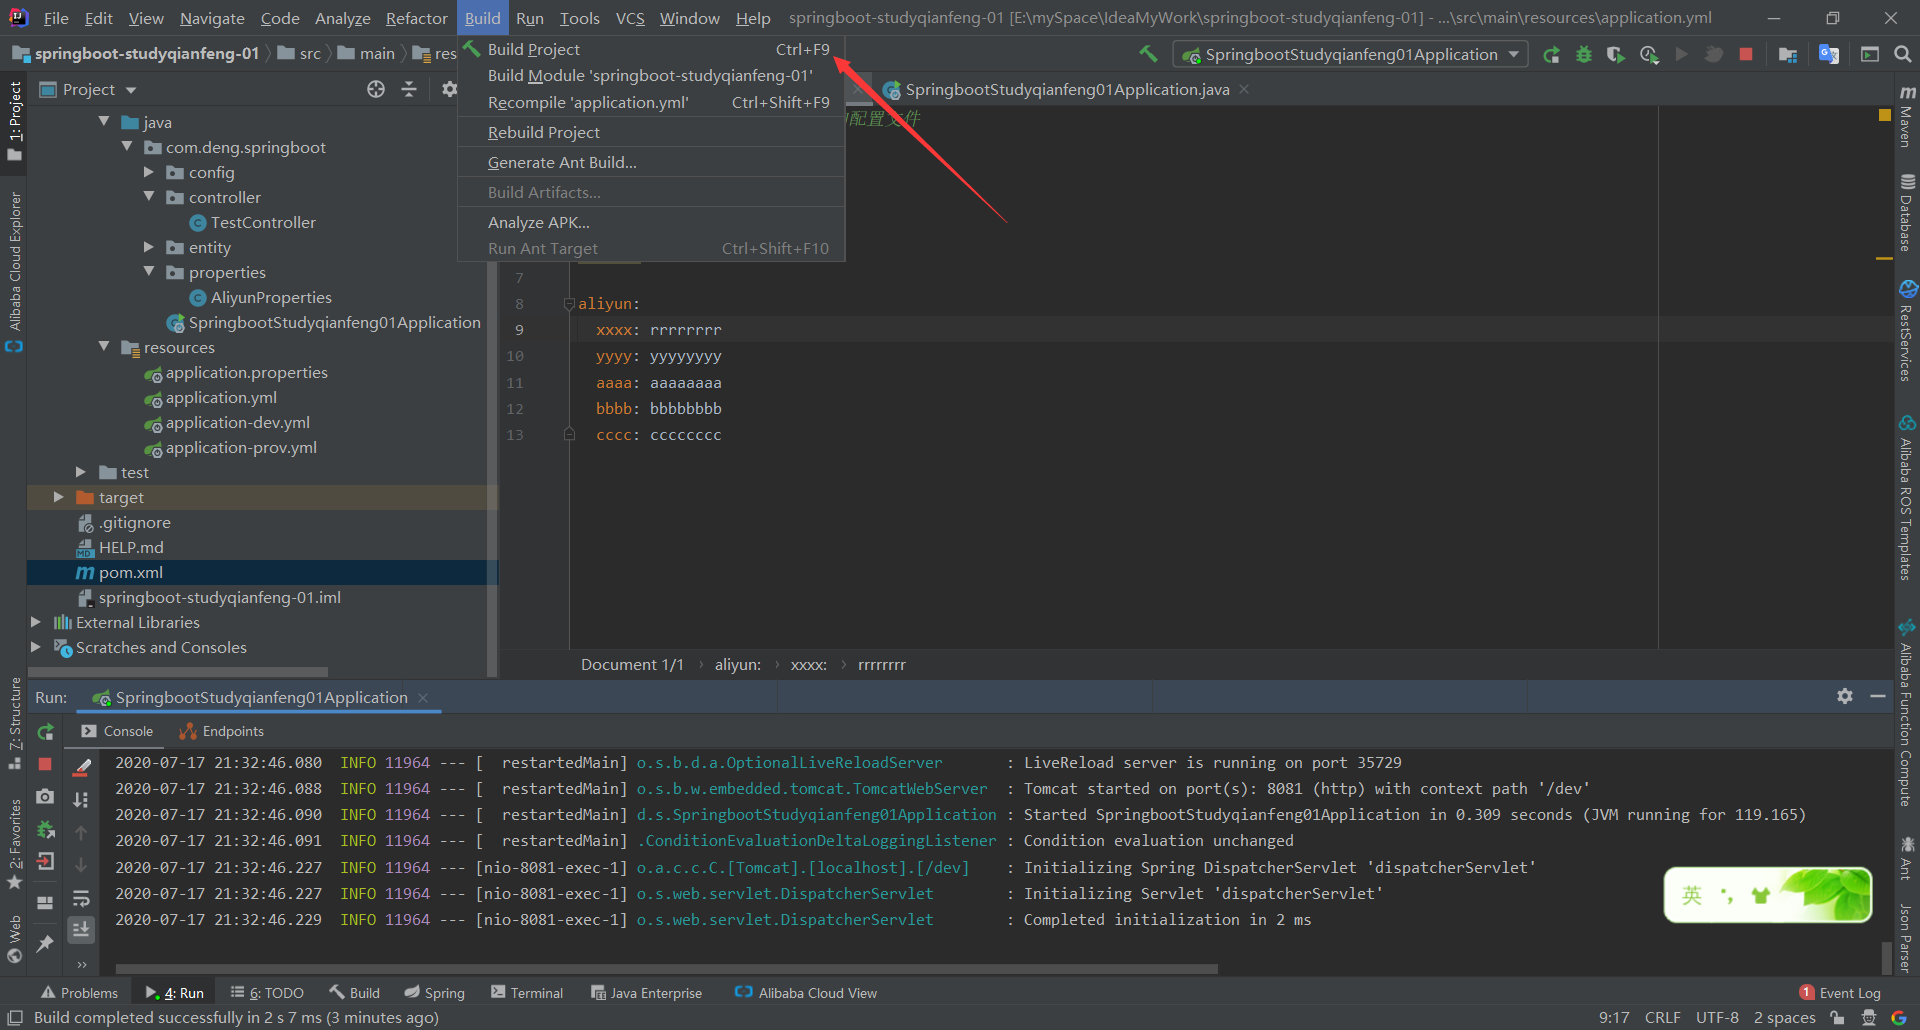 File Edit View Navigate Code Analyze Refactor Build Run Tools VCS Window Help springboot-studyqianfeng-01 [E:\mySpace\IdeaMyWork\springboot-studyqianfeng-01] - ...\src\main\resources\application.yml
springboot-studyqianfeng-01 src main res
Build Project Ctrl+F9
Build Module 'springboot-studyqianfeng-01'
Recompile 'application.yml' Ctrl+Shift+F9
Rebuild Project
Generate Ant Build...
Build Artifacts...
Analyze APK...
Run Ant Target Ctrl+Shift+F10
SpringbootStudyqianfeng01Application
Project
SpringbootStudyqianfeng01Application.java
配置文件
java
com.deng.springboot
config
controller
TestController
entity
properties
AliyunProperties
SpringbootStudyqianfeng01Application
resources
application.properties
application.yml
application-dev.yml
application-prov.yml
test
target
.gitignore
HELP.md
pom.xml
springboot-studyqianfeng-01.iml
External Libraries
Scratches and Consoles
7
8 aliyun:
9 xxxx: rrrrrrrr
10 yyyy: yyyyyyyy
11 aaaa: aaaaaaaa
12 bbbb: bbbbbbbb
13 cccc: cccccccc
Document 1/1 › aliyun: › xxxx: › rrrrrrrr
1: Project
Alibaba Cloud Explorer
7: Structure
2: Favorites
Web
Maven
Database
RestServices
Alibaba ROS Templates
Alibaba Function Compute
Ant
Json Parser
Run: SpringbootStudyqianfeng01Application
Console Endpoints
2020-07-17 21:32:46.080 INFO 11964 --- [ restartedMain] o.s.b.d.a.OptionalLiveReloadServer : LiveReload server is running on port 35729
2020-07-17 21:32:46.088 INFO 11964 --- [ restartedMain] o.s.b.w.embedded.tomcat.TomcatWebServer : Tomcat started on port(s): 8081 (http) with context path '/dev'
2020-07-17 21:32:46.090 INFO 11964 --- [ restartedMain] d.s.SpringbootStudyqianfeng01Application : Started SpringbootStudyqianfeng01Application in 0.309 seconds (JVM running for 119.165)
2020-07-17 21:32:46.091 INFO 11964 --- [ restartedMain] .ConditionEvaluationDeltaLoggingListener : Condition evaluation unchanged
2020-07-17 21:32:46.227 INFO 11964 --- [nio-8081-exec-1] o.a.c.c.C.[Tomcat].[localhost].[/dev] : Initializing Spring DispatcherServlet 'dispatcherServlet'
2020-07-17 21:32:46.227 INFO 11964 --- [nio-8081-exec-1] o.s.web.servlet.DispatcherServlet : Initializing Servlet 'dispatcherServlet'
2020-07-17 21:32:46.229 INFO 11964 --- [nio-8081-exec-1] o.s.web.servlet.DispatcherServlet : Completed initialization in 2 ms
英
Problems 4: Run 6: TODO Build Spring Terminal Java Enterprise Alibaba Cloud View 1 Event Log
Build completed successfully in 2 s 7 ms (3 minutes ago) 9:17 CRLF UTF-8 2 spaces